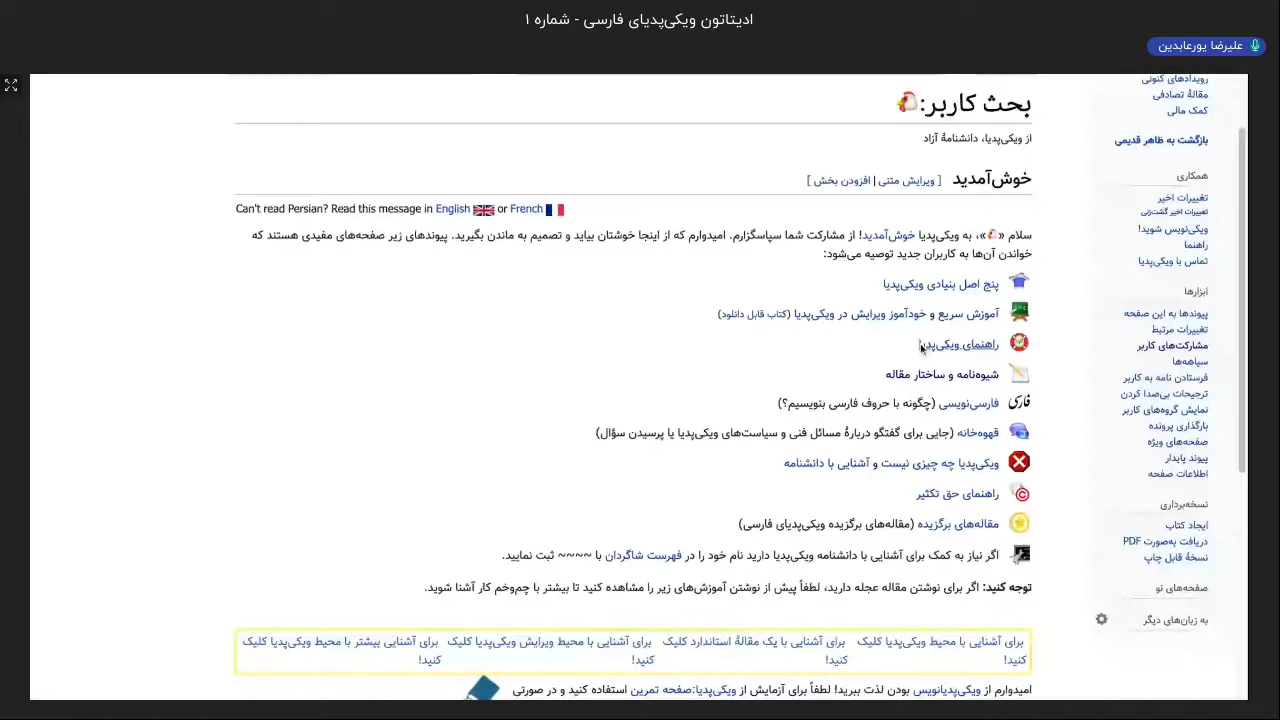 ادیتاتون ویکی‌پدیای فارسی - شماره ۱
علیرضا پورعابدین
رویدادهای کنونی
مقالهٔ تصادفی
کمک مالی
بازگشت به ظاهر قدیمی
همکاری
تغییرات اخیر
تغییرات اخیر گشت‌زنی
ویکی‌نویس شوید!
راهنما
تماس با ویکی‌پدیا
ابزارها
پیوندها به این صفحه
تغییرات مرتبط
مشارکت‌های کاربر
سیاهه‌ها
فرستادن نامه به کاربر
ترجیحات بی‌صدا کردن
نمایش گروه‌های کاربر
بارگذاری پرونده
صفحه‌های ویژه
پیوند پایدار
اطلاعات صفحه
نسخه‌برداری
ایجاد کتاب
دریافت به‌صورت PDF
نسخهٔ قابل چاپ
صفحه‌های نو
به زبان‌های دیگر
بحث کاربر:🐔
از ویکی‌پدیا، دانشنامهٔ آزاد
خوش‌آمدید [ ویرایش متنی | افزودن بخش ]
Can't read Persian? Read this message in English or French
سلام «🐔»، به ویکی‌پدیا خوش‌آمدید! از مشارکت شما سپاسگزارم. امیدوارم که از اینجا خوشتان بیاید و تصمیم به ماندن بگیرید. پیوندهای زیر صفحه‌های مفیدی هستند که
خواندن آن‌ها به کاربران جدید توصیه می‌شود:
پنج اصل بنیادی ویکی‌پدیا
آموزش سریع و خودآموز ویرایش در ویکی‌پدیا (کتاب قابل دانلود)
راهنمای ویکی‌پدیا
شیوه‌نامه و ساختار مقاله
فارسی فارسی‌نویسی (چگونه با حروف فارسی بنویسیم؟)
قهوه‌خانه (جایی برای گفتگو دربارهٔ مسائل فنی و سیاست‌های ویکی‌پدیا یا پرسیدن سؤال)
ویکی‌پدیا چه چیزی نیست و آشنایی با دانشنامه
راهنمای حق تکثیر
مقاله‌های برگزیده (مقاله‌های برگزیده ویکی‌پدیای فارسی)
اگر نیاز به کمک برای آشنایی با دانشنامه ویکی‌پدیا دارید نام خود را در فهرست شاگردان با ~~~~ ثبت نمایید.
توجه کنید: اگر برای نوشتن مقاله عجله دارید، لطفاً پیش از نوشتن آموزش‌های زیر را مشاهده کنید تا بیشتر با چم‌وخم کار آشنا شوید.
برای آشنایی با محیط ویکی‌پدیا کلیک کنید!
برای آشنایی با یک مقالهٔ استاندارد کلیک کنید!
برای آشنایی با محیط ویرایش ویکی‌پدیا کلیک کنید!
برای آشنایی بیشتر با محیط ویکی‌پدیا کلیک کنید!
امیدوارم از ویکی‌پدیانویس بودن لذت ببرید! لطفاً برای آزمایش از ویکی‌پدیا:صفحه تمرین استفاده کنید و در صورتی